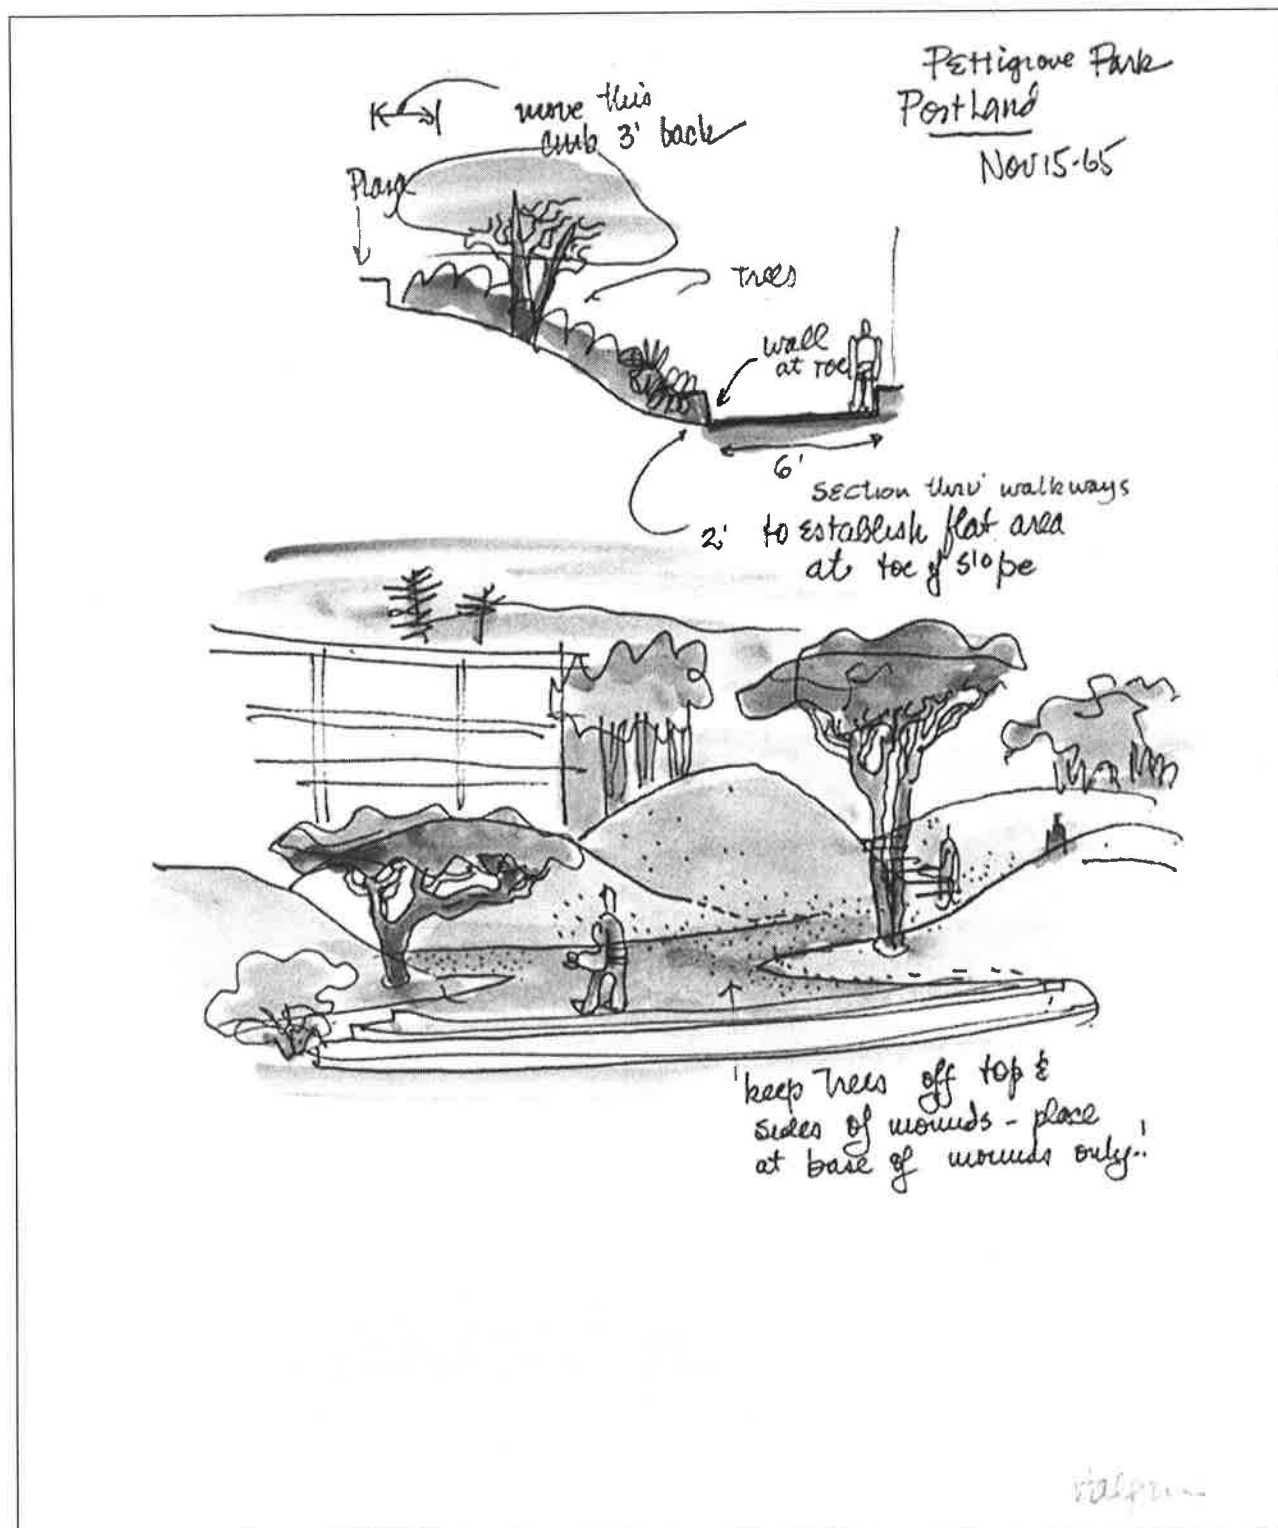 Pettigrove Park
Portland
Nov 15-65
move this
curb 3' back
Plaza
Trees
wall
at toe
6'
section thru' walkways
2' to establish flat area
at toe of slope
'keep Trees off top &
sides of mounds - place
at base of mounds only..'